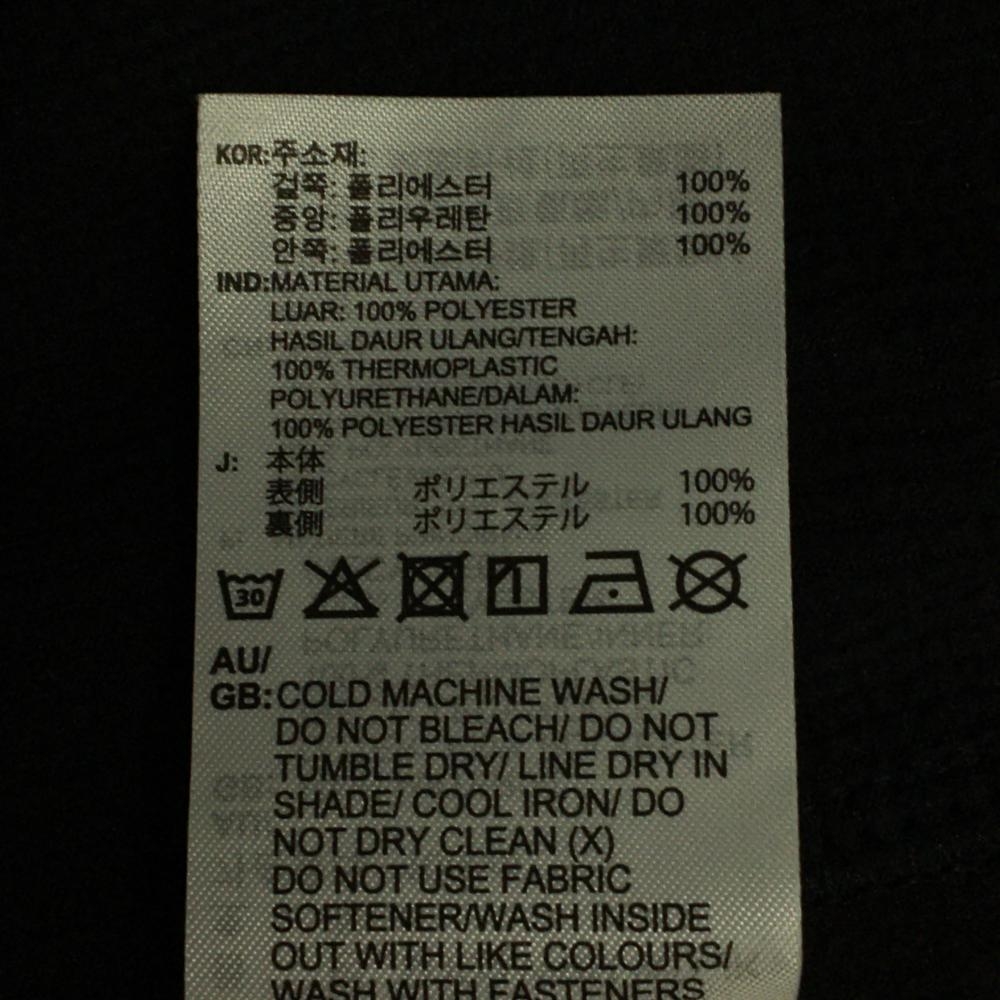 KOR:주소재:
겉쪽: 폴리에스터 100%
중앙: 폴리우레탄 100%
안쪽: 폴리에스터 100%
IND:MATERIAL UTAMA:
LUAR: 100% POLYESTER
HASIL DAUR ULANG/TENGAH:
100% THERMOPLASTIC
POLYURETHANE/DALAM:
100% POLYESTER HASIL DAUR ULANG
J: 本体
表側 ポリエステル 100%
裏側 ポリエステル 100%
30
AU/
GB:COLD MACHINE WASH/
DO NOT BLEACH/ DO NOT
TUMBLE DRY/ LINE DRY IN
SHADE/ COOL IRON/ DO
NOT DRY CLEAN (X)
DO NOT USE FABRIC
SOFTENER/WASH INSIDE
OUT WITH LIKE COLOURS/
WASH WITH FASTENERS